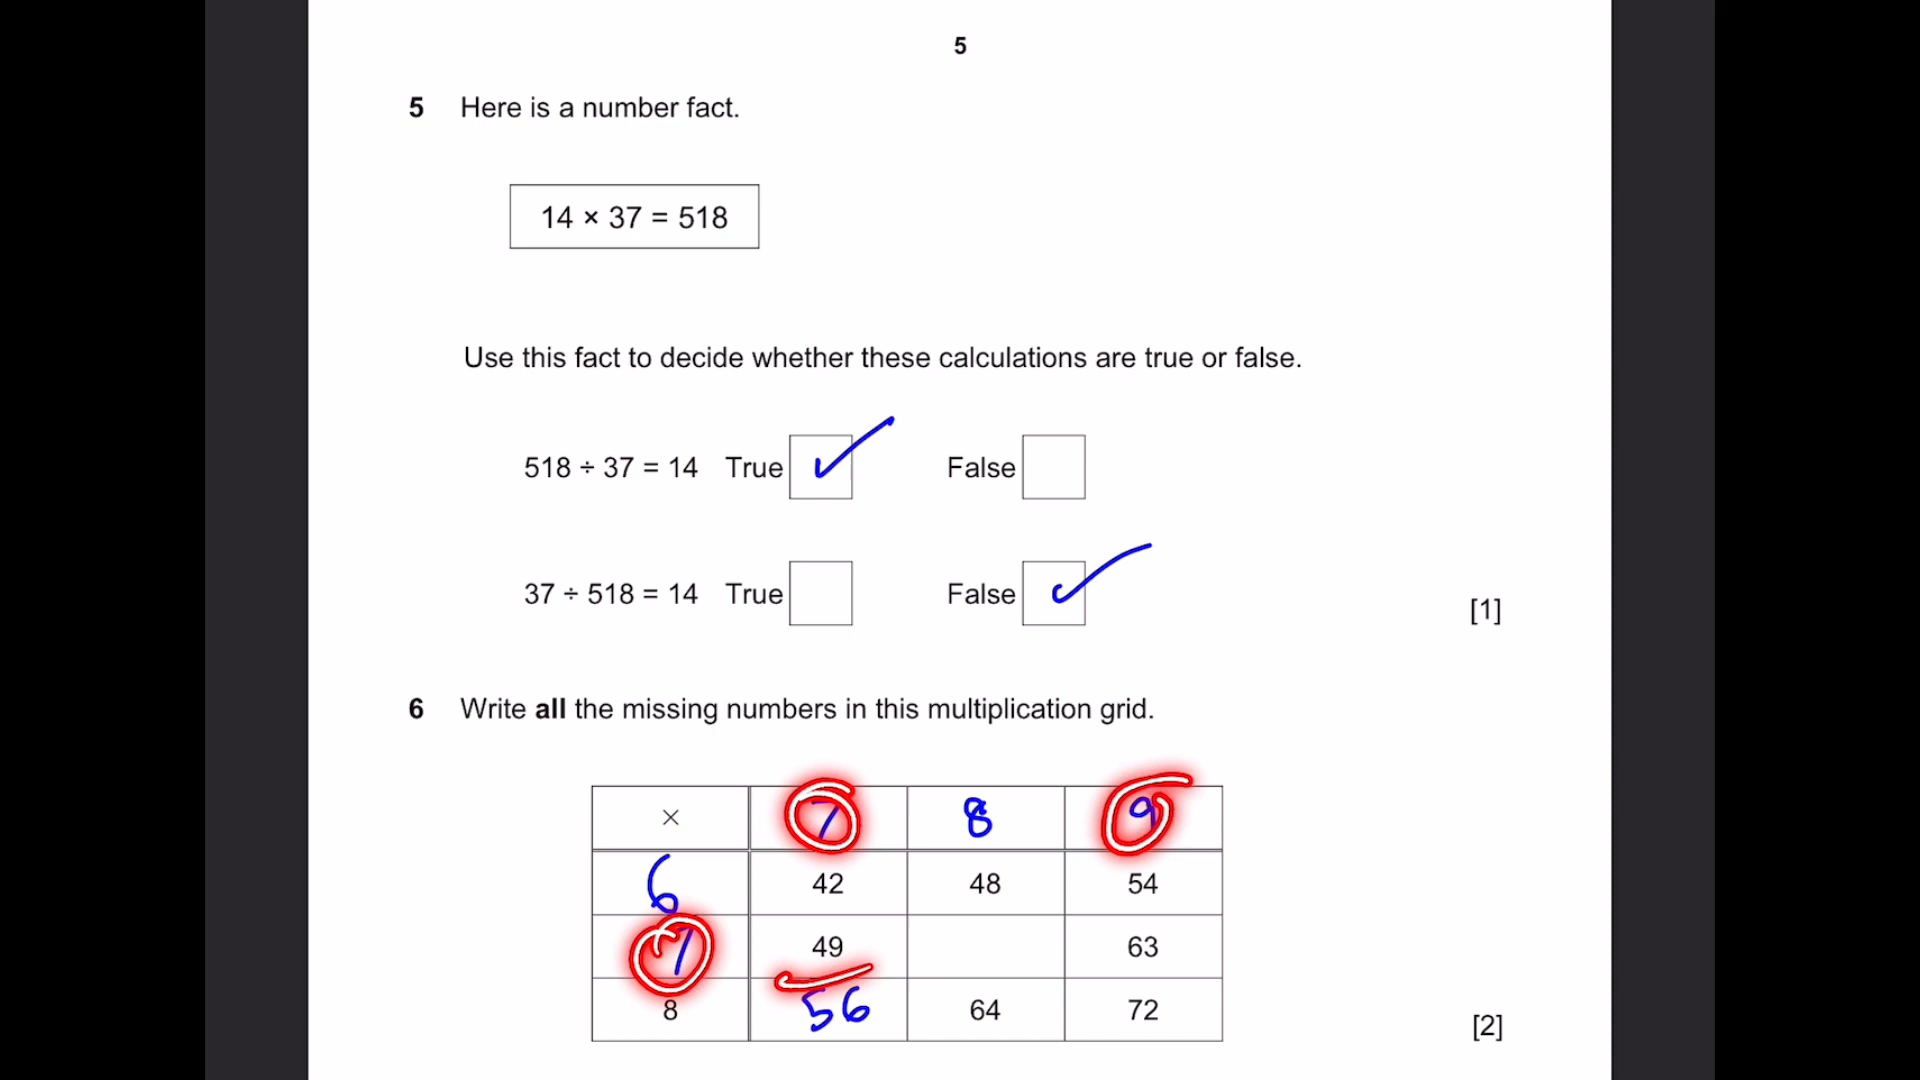 5
5 Here is a number fact.
14 × 37 = 518
Use this fact to decide whether these calculations are true or false.
518 ÷ 37 = 14 True False
37 ÷ 518 = 14 True False
[1]
6 Write all the missing numbers in this multiplication grid.
× 7 8 9
6 42 48 54
7 49 63
8 56 64 72
[2]